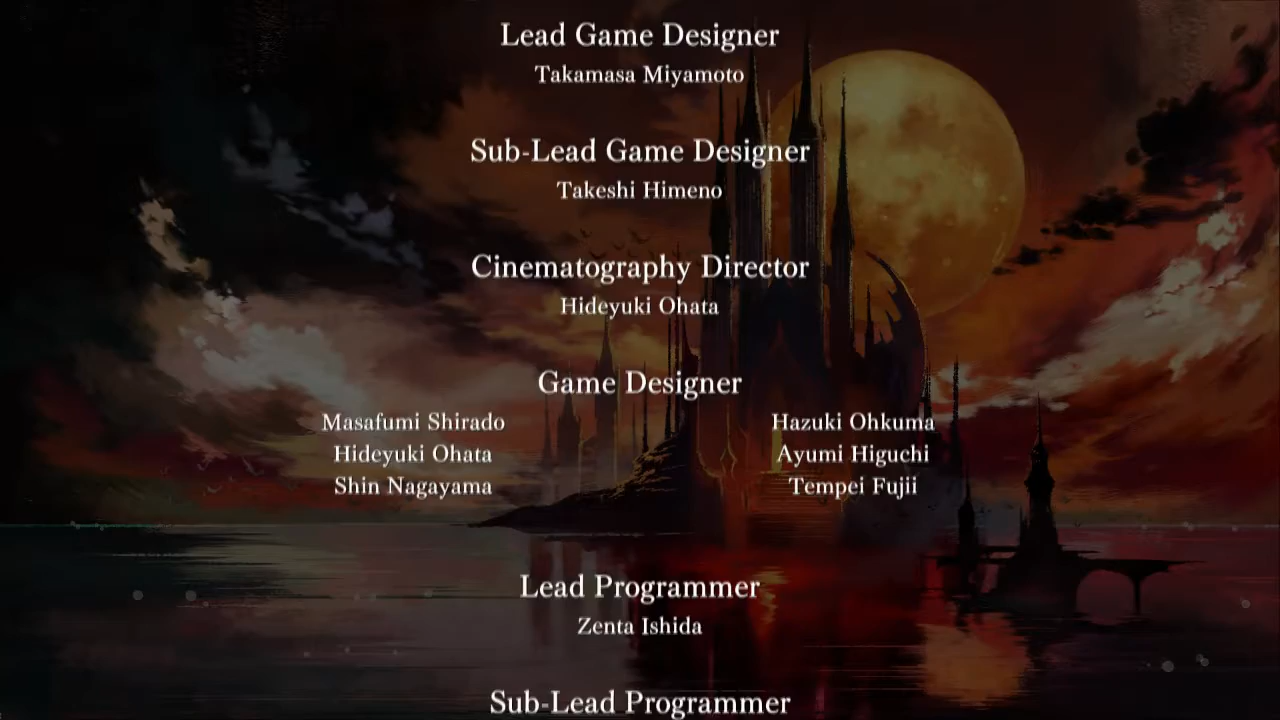 Lead Game Designer
Takamasa Miyamoto
Sub-Lead Game Designer
Takeshi Himeno
Cinematography Director
Hideyuki Ohata
Game Designer
Masafumi Shirado Hazuki Ohkuma
Hideyuki Ohata Ayumi Higuchi
Shin Nagayama Tempei Fujii
Lead Programmer
Zenta Ishida
Sub-Lead Programmer